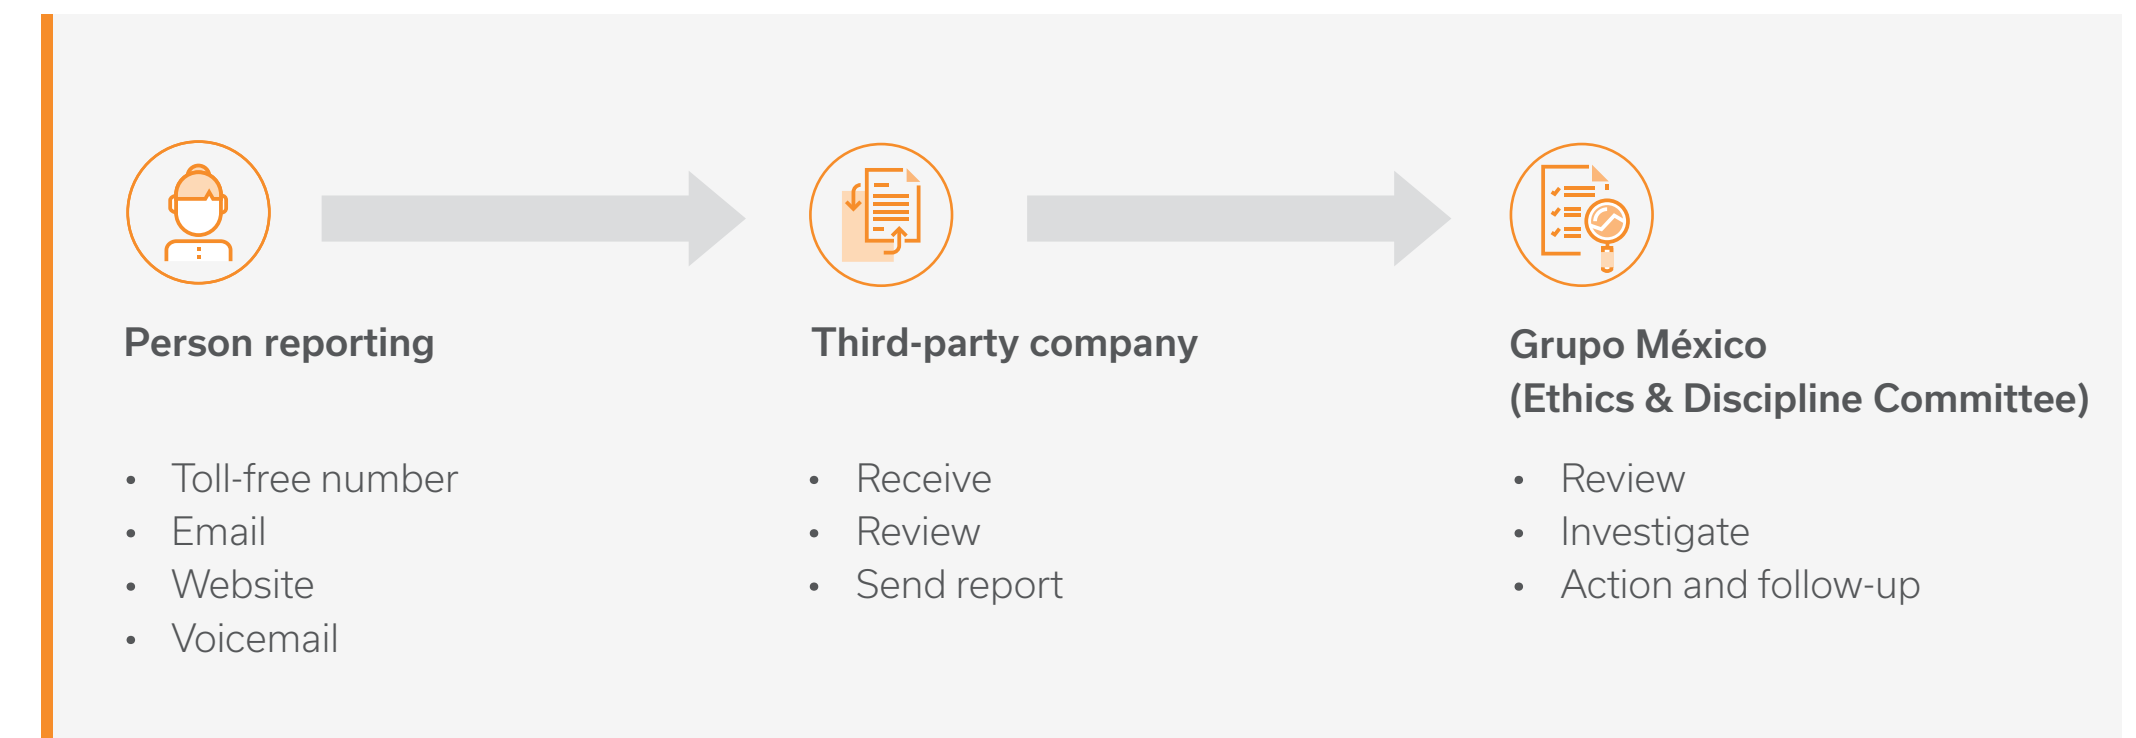 Person reporting
• Toll-free number
• Email
• Website
• Voicemail
Third-party company
• Receive
• Review
• Send report
Grupo México
(Ethics & Discipline Committee)
• Review
• Investigate
• Action and follow-up